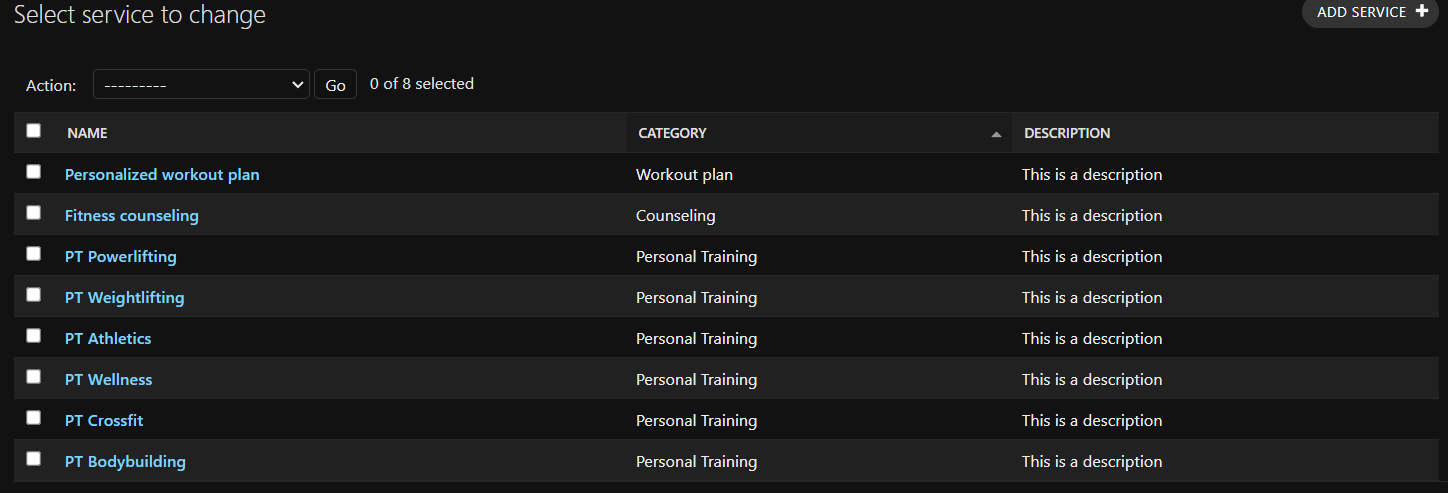 Select service to change
ADD SERVICE +
Action: --------- Go 0 of 8 selected
NAME CATEGORY DESCRIPTION
Personalized workout plan Workout plan This is a description
Fitness counseling Counseling This is a description
PT Powerlifting Personal Training This is a description
PT Weightlifting Personal Training This is a description
PT Athletics Personal Training This is a description
PT Wellness Personal Training This is a description
PT Crossfit Personal Training This is a description
PT Bodybuilding Personal Training This is a description